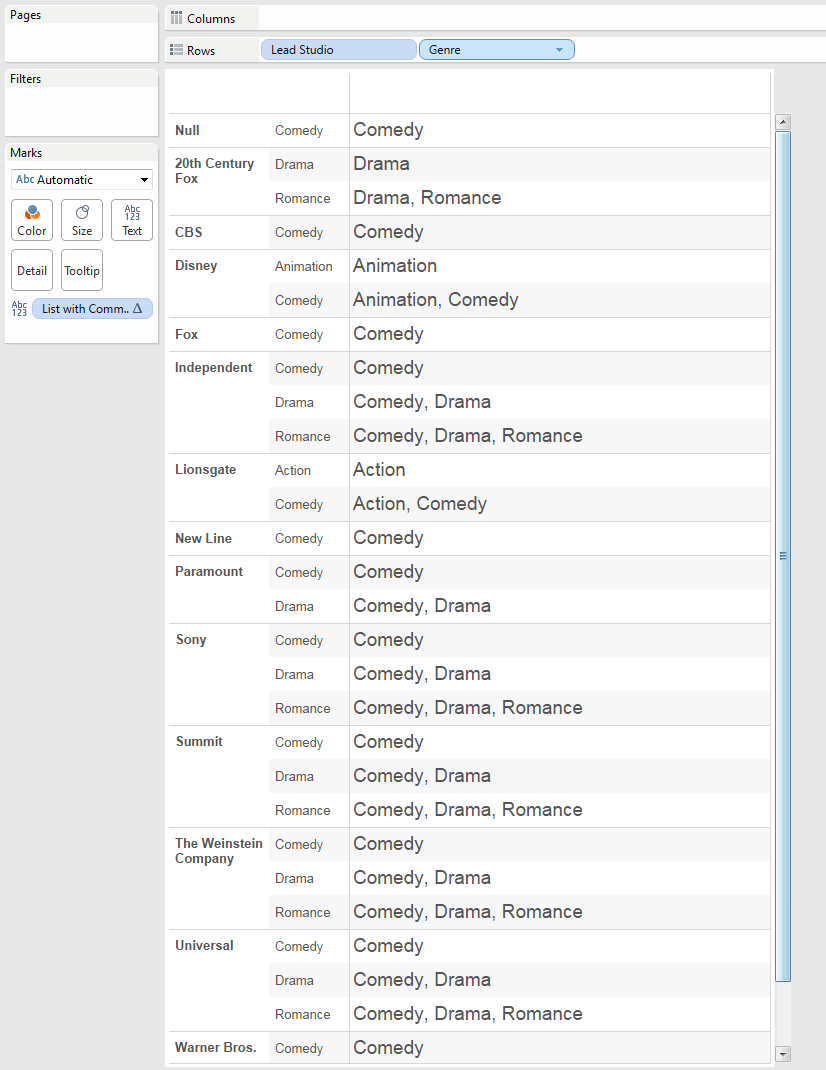 Pages
Filters
Marks
Abc Automatic
Color
Size
Abc
123
Text
Detail
Tooltip
Abc
123
List with Comm.. Δ
Columns
Rows
Lead Studio
Genre
Null Comedy Comedy
20th Century Fox Drama Drama
Romance Drama, Romance
CBS Comedy Comedy
Disney Animation Animation
Comedy Animation, Comedy
Fox Comedy Comedy
Independent Comedy Comedy
Drama Comedy, Drama
Romance Comedy, Drama, Romance
Lionsgate Action Action
Comedy Action, Comedy
New Line Comedy Comedy
Paramount Comedy Comedy
Drama Comedy, Drama
Sony Comedy Comedy
Drama Comedy, Drama
Romance Comedy, Drama, Romance
Summit Comedy Comedy
Drama Comedy, Drama
Romance Comedy, Drama, Romance
The Weinstein Company Comedy Comedy
Drama Comedy, Drama
Romance Comedy, Drama, Romance
Universal Comedy Comedy
Drama Comedy, Drama
Romance Comedy, Drama, Romance
Warner Bros. Comedy Comedy